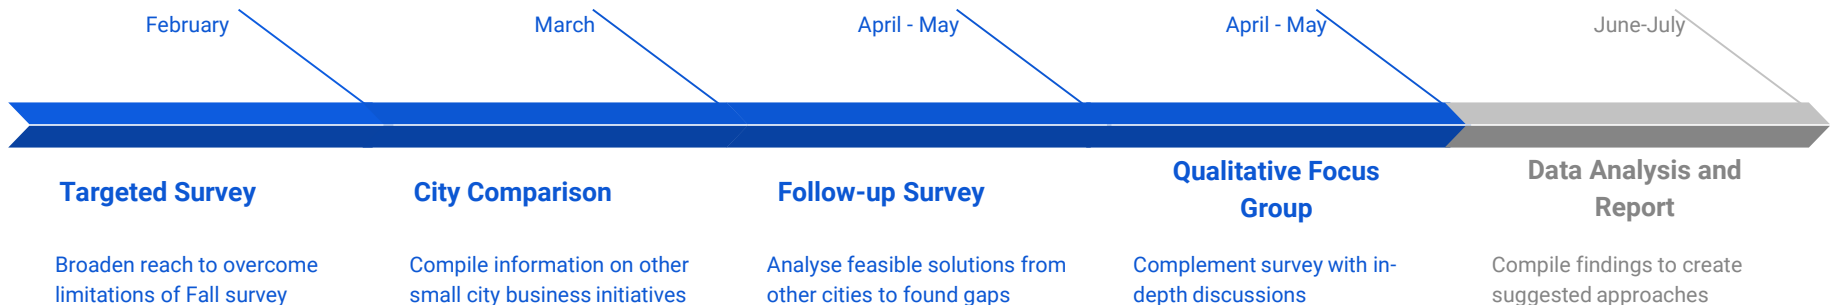 February
March
April - May
April - May
June-July
Targeted Survey
City Comparison
Follow-up Survey
Qualitative Focus
Group
Data Analysis and
Report
Broaden reach to overcome
limitations of Fall survey
Compile information on other
small city business initiatives
Analyse feasible solutions from
other cities to found gaps
Complement survey with in-
depth discussions
Compile findings to create
suggested approaches